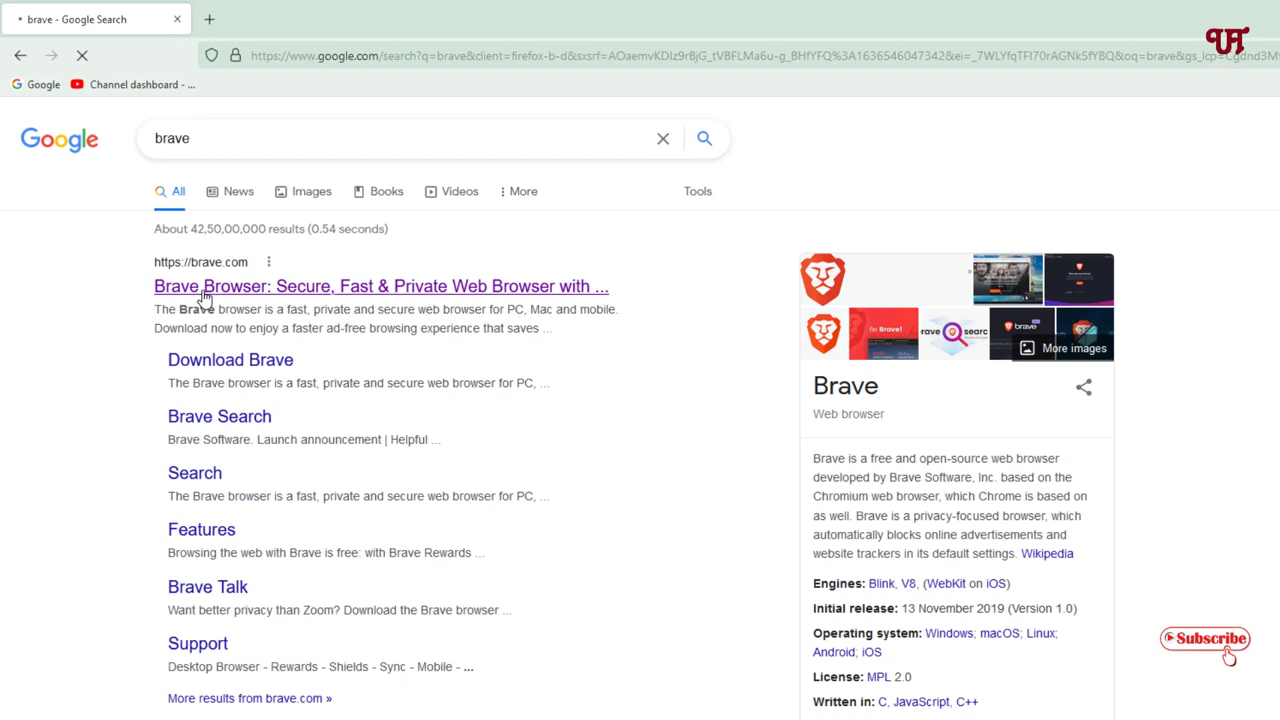 brave - Google Search
https://www.google.com/search?q=brave&client=firefox-b-d&sxsrf=AOaemvKDIz9rBjG_tVBFLMa6u-g_BHfYFQ%3A1636546047342&ei=_7WLYfqTFI70rAGNk5fYBQ&oq=brave&gs_lcp=Cgdnd3M
UT
Google
Channel dashboard - ...
Google
brave
All
News
Images
Books
Videos
More
Tools
About 42,50,00,000 results (0.54 seconds)
https://brave.com
Brave Browser: Secure, Fast & Private Web Browser with ...
The Brave browser is a fast, private and secure web browser for PC, Mac and mobile.
Download now to enjoy a faster ad-free browsing experience that saves ...
Download Brave
The Brave browser is a fast, private and secure web browser for PC, ...
Brave Search
Brave Software. Launch announcement | Helpful ...
Search
The Brave browser is a fast, private and secure web browser for PC, ...
Features
Browsing the web with Brave is free: with Brave Rewards ...
Brave Talk
Want better privacy than Zoom? Download the Brave browser ...
Support
Desktop Browser - Rewards - Shields - Sync - Mobile - ...
More results from brave.com »
Be Brave!
rave searc
brave
More images
Brave
Web browser
Brave is a free and open-source web browser
developed by Brave Software, Inc. based on the
Chromium web browser, which Chrome is based on
as well. Brave is a privacy-focused browser, which
automatically blocks online advertisements and
website trackers in its default settings. Wikipedia
Engines: Blink, V8, (WebKit on iOS)
Initial release: 13 November 2019 (Version 1.0)
Operating system: Windows; macOS; Linux;
Android; iOS
License: MPL 2.0
Written in: C, JavaScript, C++
Subscribe